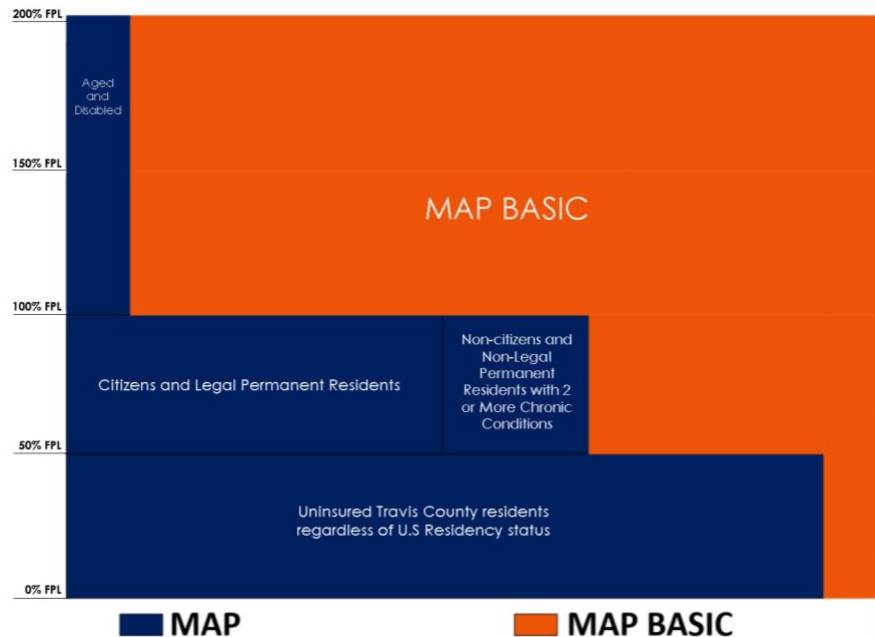 200% FPL
Aged
and
Disabled
150% FPL
MAP BASIC
100% FPL
Citizens and Legal Permanent Residents
Non-citizens and
Non-Legal
Permanent
Residents with 2
or More Chronic
Conditions
50% FPL
Uninsured Travis County residents
regardless of U.S Residency status
0% FPL
MAP
MAP BASIC